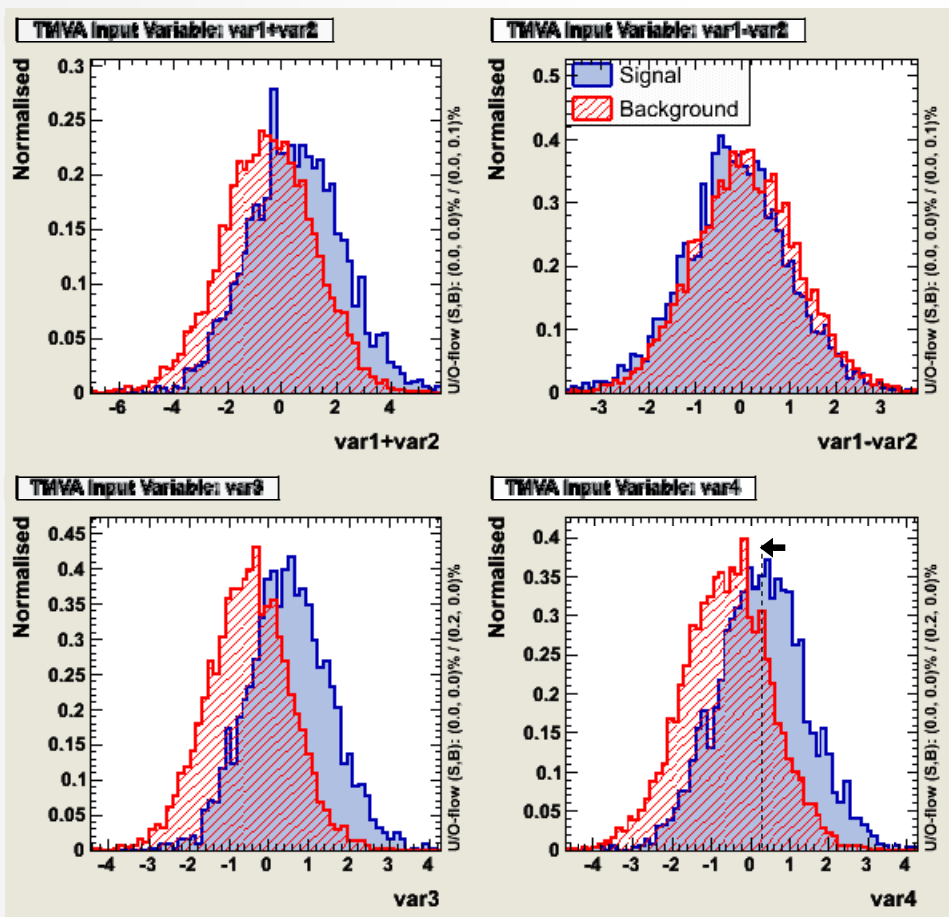 TMVA Input Variable: var1+var2
Normalised
0.3
0.25
0.2
0.15
0.1
0.05
0
-6 -4 -2 0 2 4
var1+var2
U/O-flow (S,B): (0.0, 0.0)% / (0.0, 0.1)%
TMVA Input Variable: var1-var2
Signal
Background
Normalised
0.5
0.4
0.3
0.2
0.1
0
-3 -2 -1 0 1 2 3
var1-var2
U/O-flow (S,B): (0.0, 0.0)% / (0.0, 0.1)%
TMVA Input Variable: var3
Normalised
0.45
0.4
0.35
0.3
0.25
0.2
0.15
0.1
0.05
0
-4 -3 -2 -1 0 1 2 3 4
var3
U/O-flow (S,B): (0.0, 0.0)% / (0.2, 0.0)%
TMVA Input Variable: var4
Normalised
0.4
0.35
0.3
0.25
0.2
0.15
0.1
0.05
0
-4 -3 -2 -1 0 1 2 3 4
var4
U/O-flow (S,B): (0.0, 0.0)% / (0.2, 0.0)%